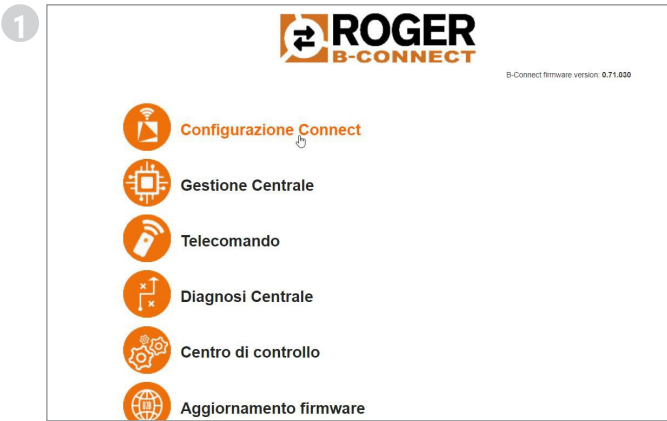 1
ROGER
B-CONNECT
B-Connect firmware version: 0.71.030
Configurazione Connect
Gestione Centrale
Telecomando
Diagnosi Centrale
Centro di controllo
Aggiornamento firmware